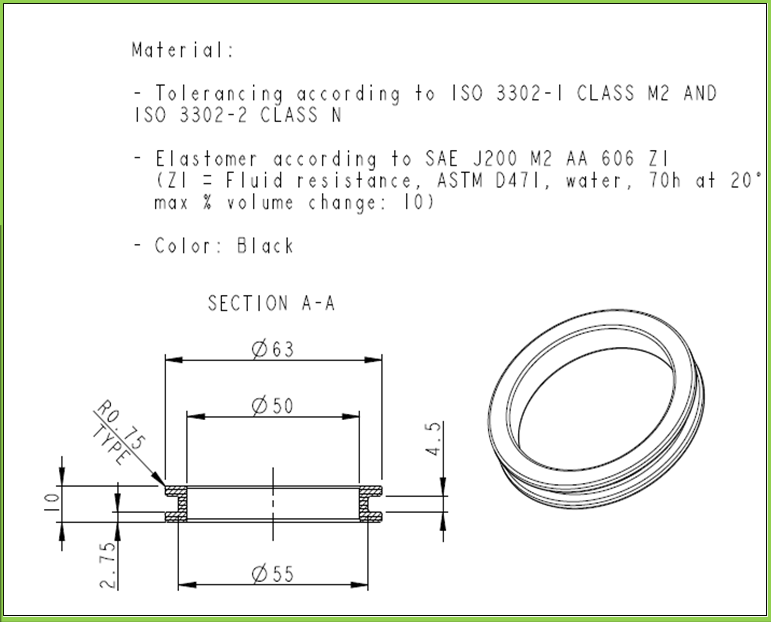 Material:
- Tolerancing according to ISO 3302-1 CLASS M2 AND
ISO 3302-2 CLASS N
- Elastomer according to SAE J200 M2 AA 606 Z1
(Z1 = Fluid resistance, ASTM D471, water, 70h at 20°
max % volume change: 10)
- Color: Black
SECTION A-A
Ø63
R0.75
TYPE
Ø50
4.5
10
2.75
Ø55